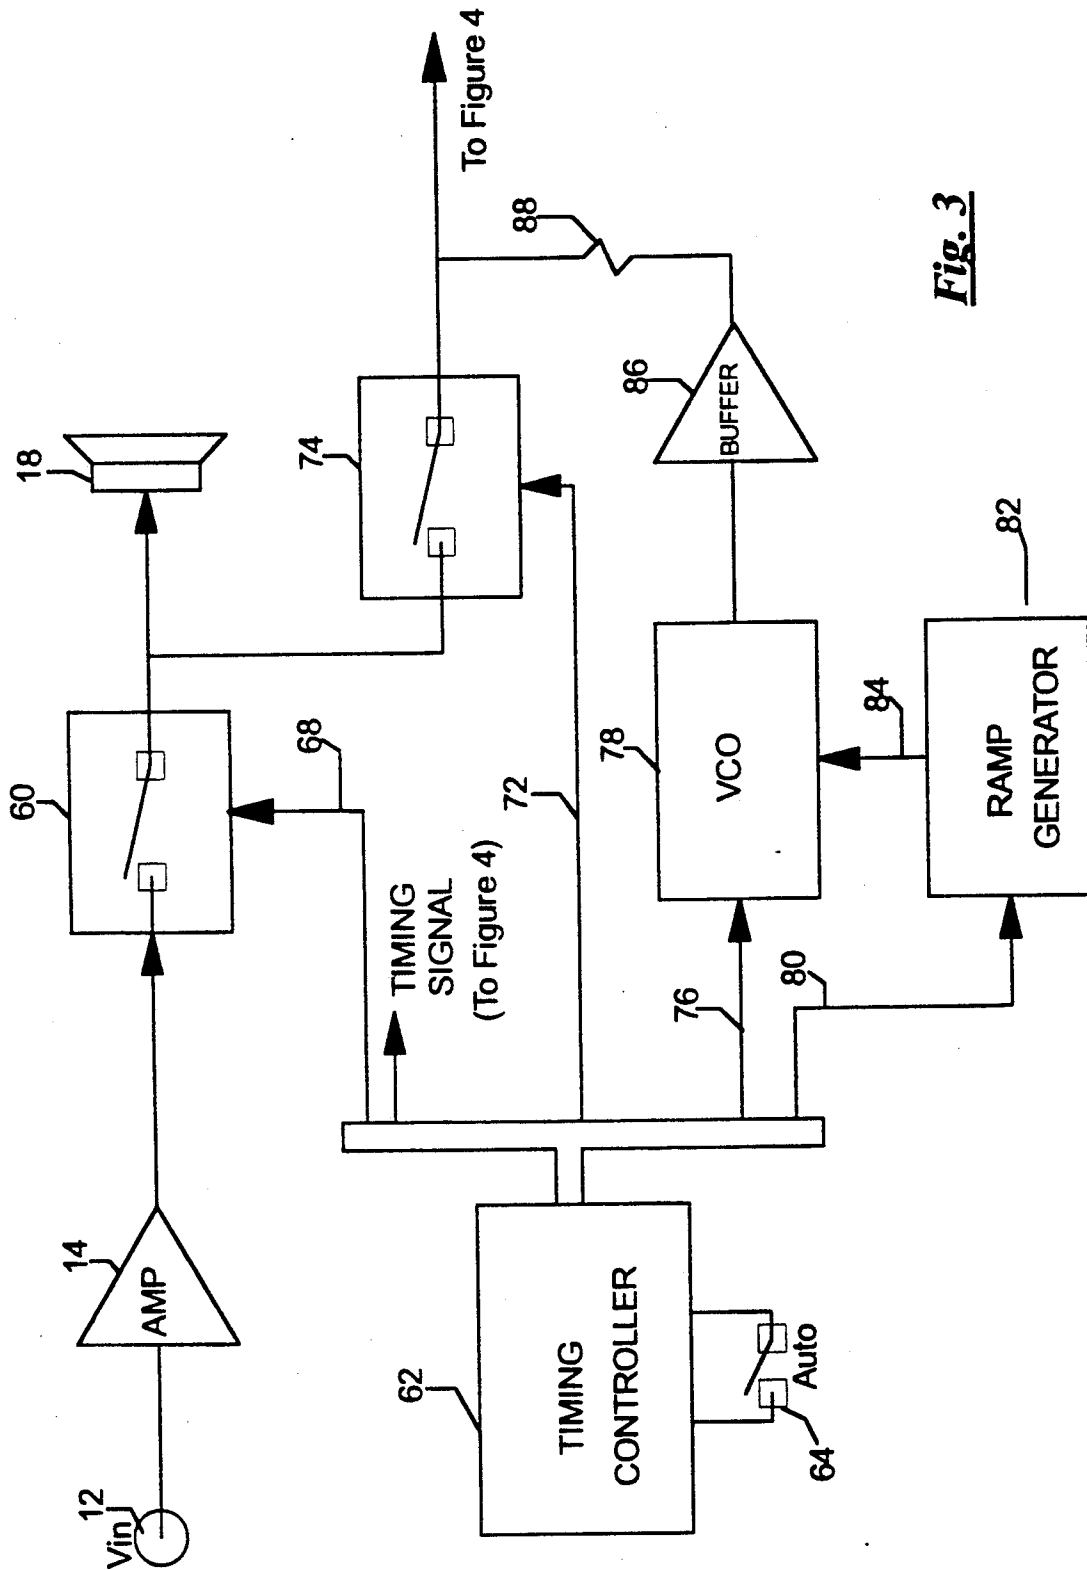 Vin
12
14
AMP
60
18
68
TIMING
SIGNAL
(To Figure 4)
74
To Figure 4
72
88
62
TIMING
CONTROLLER
64
Auto
76
78
VCO
86
BUFFER
80
84
82
RAMP
GENERATOR
Fig. 3